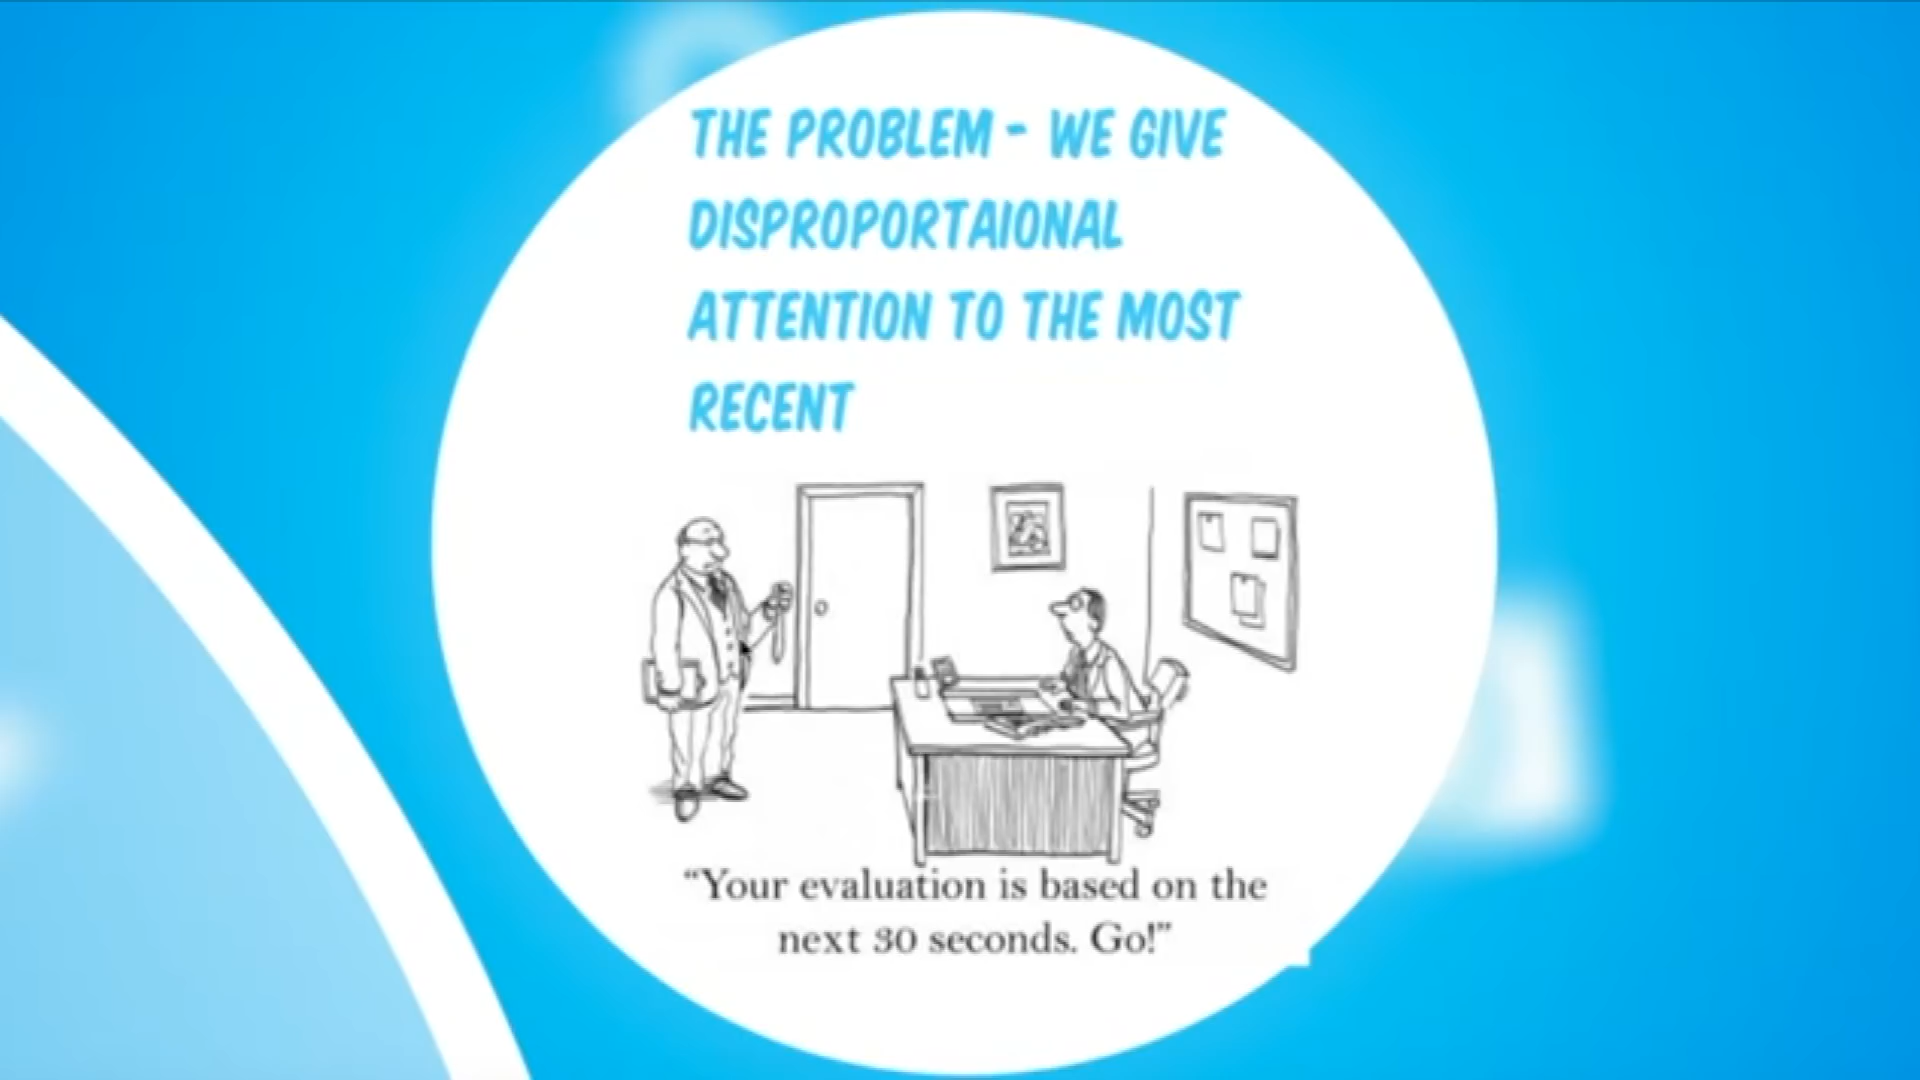 THE PROBLEM - WE GIVE
DISPROPORTAIONAL
ATTENTION TO THE MOST
RECENT
“Your evaluation is based on the
next 30 seconds. Go!”